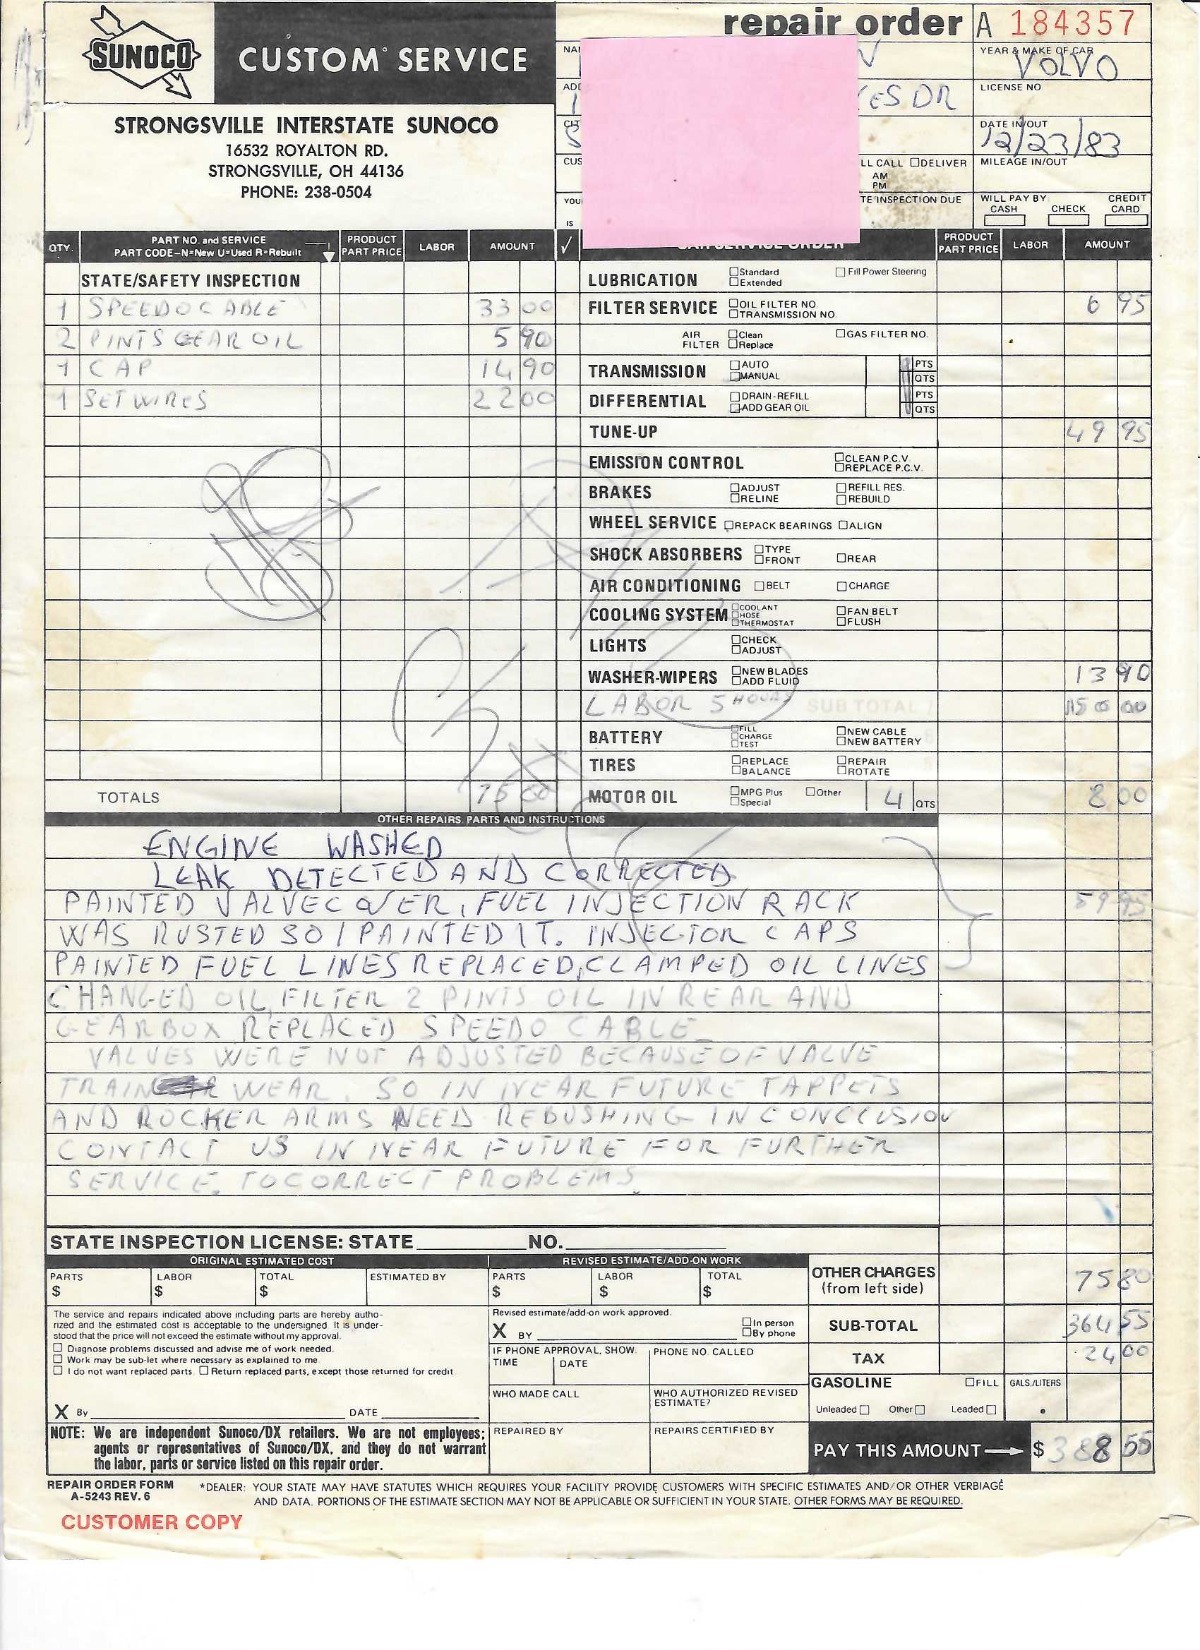 SUNOCO
CUSTOM SERVICE
repair order A 184357
STRONGSVILLE INTERSTATE SUNOCO
16532 ROYALTON RD.
STRONGSVILLE, OH 44136
PHONE: 238-0504
YEAR & MAKE OF CAR
VOLVO
LICENSE NO
DR
DATE IN/OUT
12/23/83
CUS
LL CALL ☐DELIVER
AM
PM
MILEAGE IN/OUT
YOU
IS
TE INSPECTION DUE
WILL PAY BY
CASH CHECK CREDIT CARD
QTY. PART NO. and SERVICE PART CODE-N=New U=Used R=Rebuilt PRODUCT PART PRICE LABOR AMOUNT √ PRODUCT PART PRICE LABOR AMOUNT
STATE/SAFETY INSPECTION
1 SPEEDO CABLE 33 00
2 PINTS GEAR OIL 5 90
1 CAP 14 90
1 SET WIRES 22 00
TOTALS 75 80
LUBRICATION ☐Standard ☐Extended ☐Fill Power Steering
FILTER SERVICE ☐OIL FILTER NO. ☐TRANSMISSION NO. 6 95
AIR FILTER ☐Clean ☐Replace ☐GAS FILTER NO.
TRANSMISSION ☐AUTO ☐MANUAL PTS QTS
DIFFERENTIAL ☐DRAIN-REFILL ☐ADD GEAR OIL PTS QTS
TUNE-UP 49 95
EMISSION CONTROL ☐CLEAN P.C.V. ☐REPLACE P.C.V.
BRAKES ☐ADJUST ☐RELINE ☐REFILL RES. ☐REBUILD
WHEEL SERVICE ☐REPACK BEARINGS ☐ALIGN
SHOCK ABSORBERS ☐TYPE ☐FRONT ☐REAR
AIR CONDITIONING ☐BELT ☐CHARGE
COOLING SYSTEM ☐COOLANT ☐HOSE ☐THERMOSTAT ☐FAN BELT ☐FLUSH
LIGHTS ☐CHECK ☐ADJUST
WASHER-WIPERS ☐NEW BLADES ☐ADD FLUID 13 90
LABOR 5 HOURS SUB TOTAL 150 00
BATTERY ☐FILL ☐CHARGE ☐TEST ☐NEW CABLE ☐NEW BATTERY
TIRES ☐REPLACE ☐BALANCE ☐REPAIR ☐ROTATE
MOTOR OIL ☐MPG Plus ☐Special ☐Other 4 QTS 8 00
OTHER REPAIRS, PARTS AND INSTRUCTIONS
ENGINE WASHED
LEAK DETECTED AND CORRECTED
PAINTED VALVECOVER, FUEL INJECTION RACK 59 95
WAS RUSTED SO I PAINTED IT. INJECTOR CAPS
PAINTED FUEL LINES REPLACED, CLAMPED OIL LINES
CHANGED OIL, FILTER 2 PINTS OIL IN REAR AND
GEARBOX REPLACED SPEEDO CABLE
VALVES WERE NOT ADJUSTED BECAUSE OF VALVE
TRAIN WEAR. SO IN NEAR FUTURE TAPPETS
AND ROCKER ARMS NEED REBUSHING IN CONCLUSION
CONTACT US IN NEAR FUTURE FOR FURTHER
SERVICE. TO CORRECT PROBLEMS.
STATE INSPECTION LICENSE: STATE NO.
ORIGINAL ESTIMATED COST
PARTS $ LABOR $ TOTAL $ ESTIMATED BY
REVISED ESTIMATE/ADD-ON WORK
PARTS $ LABOR $ TOTAL $
OTHER CHARGES (from left side) 75 80
The service and repairs indicated above including parts are hereby autho-
rized and the estimated cost is acceptable to the undersigned. It is under-
stood that the price will not exceed the estimate without my approval.
☐ Diagnose problems discussed and advise me of work needed.
☐ Work may be sub-let where necessary as explained to me.
☐ I do not want replaced parts. ☐ Return replaced parts, except those returned for credit.
X By DATE
Revised estimate/add-on work approved.
X BY ☐In person ☐By phone
IF PHONE APPROVAL, SHOW: TIME DATE PHONE NO. CALLED
WHO MADE CALL WHO AUTHORIZED REVISED ESTIMATE?
REPAIRED BY REPAIRS CERTIFIED BY
SUB-TOTAL 364 55
TAX 24 00
GASOLINE ☐FILL GALS./LITERS
Unleaded ☐ Other ☐ Leaded ☐
PAY THIS AMOUNT $ 388 55
NOTE: We are independent Sunoco/DX retailers. We are not employees;
agents or representatives of Sunoco/DX, and they do not warrant
the labor, parts or service listed on this repair order.
REPAIR ORDER FORM
A-5243 REV. 6
*DEALER: YOUR STATE MAY HAVE STATUTES WHICH REQUIRES YOUR FACILITY PROVIDE CUSTOMERS WITH SPECIFIC ESTIMATES AND/OR OTHER VERBIAGE
AND DATA. PORTIONS OF THE ESTIMATE SECTION MAY NOT BE APPLICABLE OR SUFFICIENT IN YOUR STATE. OTHER FORMS MAY BE REQUIRED.
CUSTOMER COPY